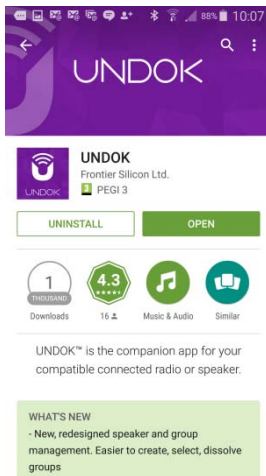 88% 10:07
UNDOK
UNDOK
UNDOK
Frontier Silicon Ltd.
3 PEGI 3
UNINSTALL
OPEN
1
THOUSAND
Downloads
4.3
16
Music & Audio
Similar
UNDOK™ is the companion app for your
compatible connected radio or speaker.
WHAT'S NEW
- New, redesigned speaker and group
management. Easier to create, select, dissolve
groups